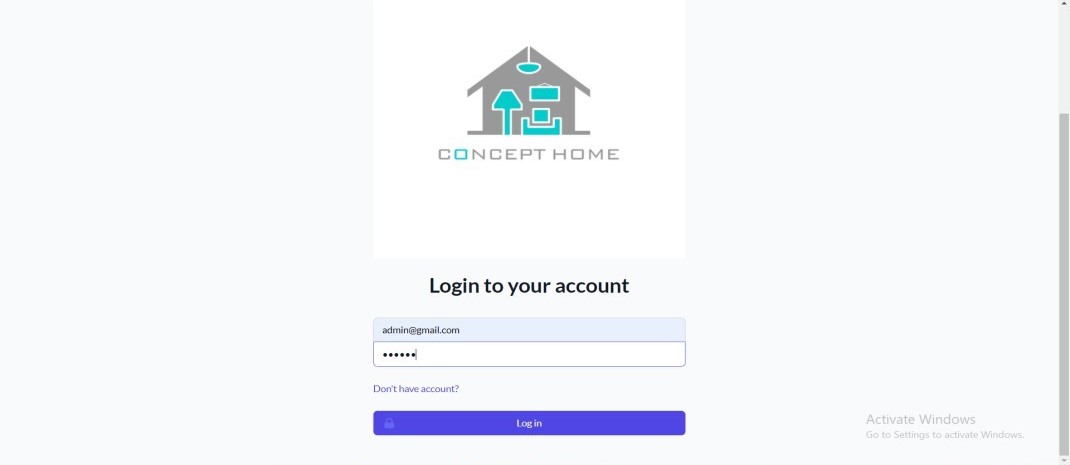 CONCEPT HOME
Login to your account
admin@gmail.com
••••••
Don't have account?
Log in
Activate Windows
Go to Settings to activate Windows.